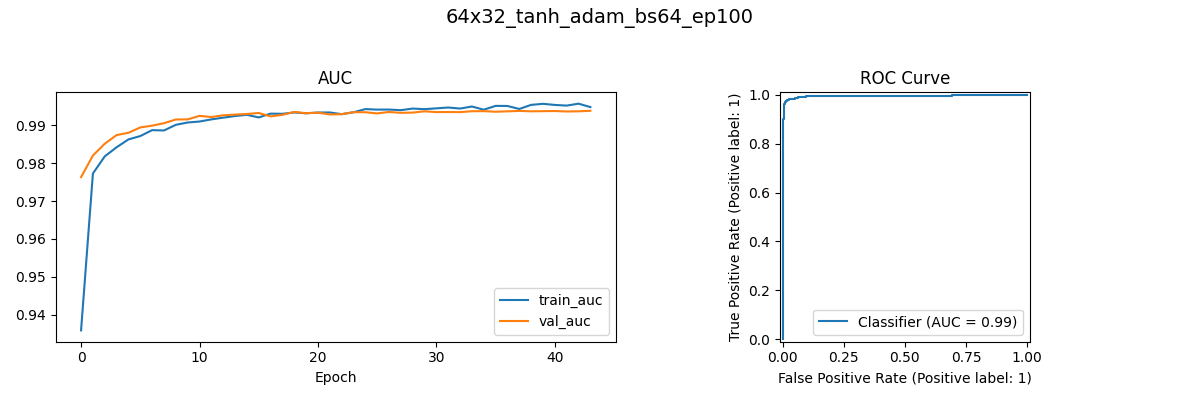 64x32_tanh_adam_bs64_ep100
AUC
0.99
0.98
0.97
0.96
0.95
0.94
0
10
20
30
40
Epoch
train_auc
val_auc
ROC Curve
True Positive Rate (Positive label: 1)
1.0
0.8
0.6
0.4
0.2
0.0
0.00
0.25
0.50
0.75
1.00
False Positive Rate (Positive label: 1)
Classifier (AUC = 0.99)